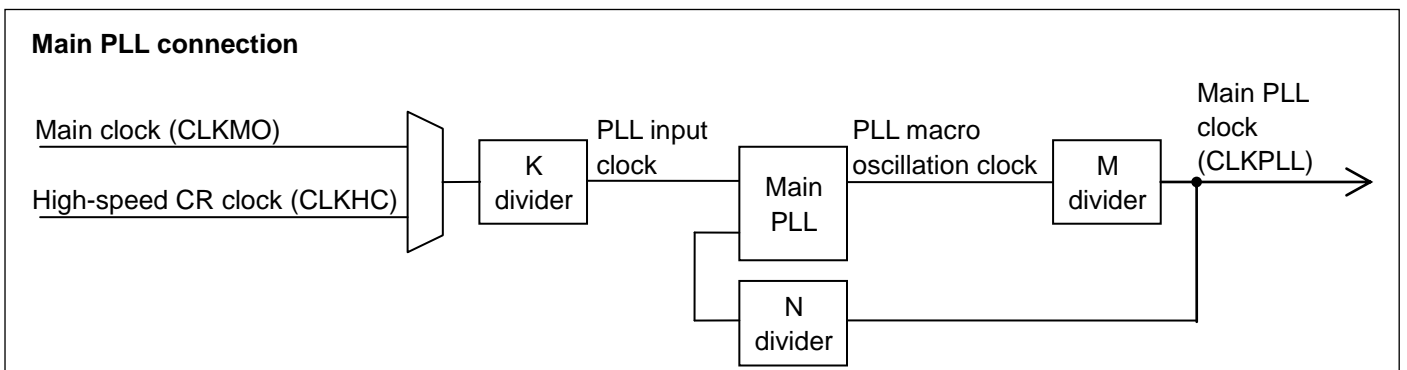 Main PLL connection
Main clock (CLKMO)
High-speed CR clock (CLKHC)
K
divider
PLL input
clock
Main
PLL
PLL macro
oscillation clock
M
divider
Main PLL
clock
(CLKPLL)
N
divider